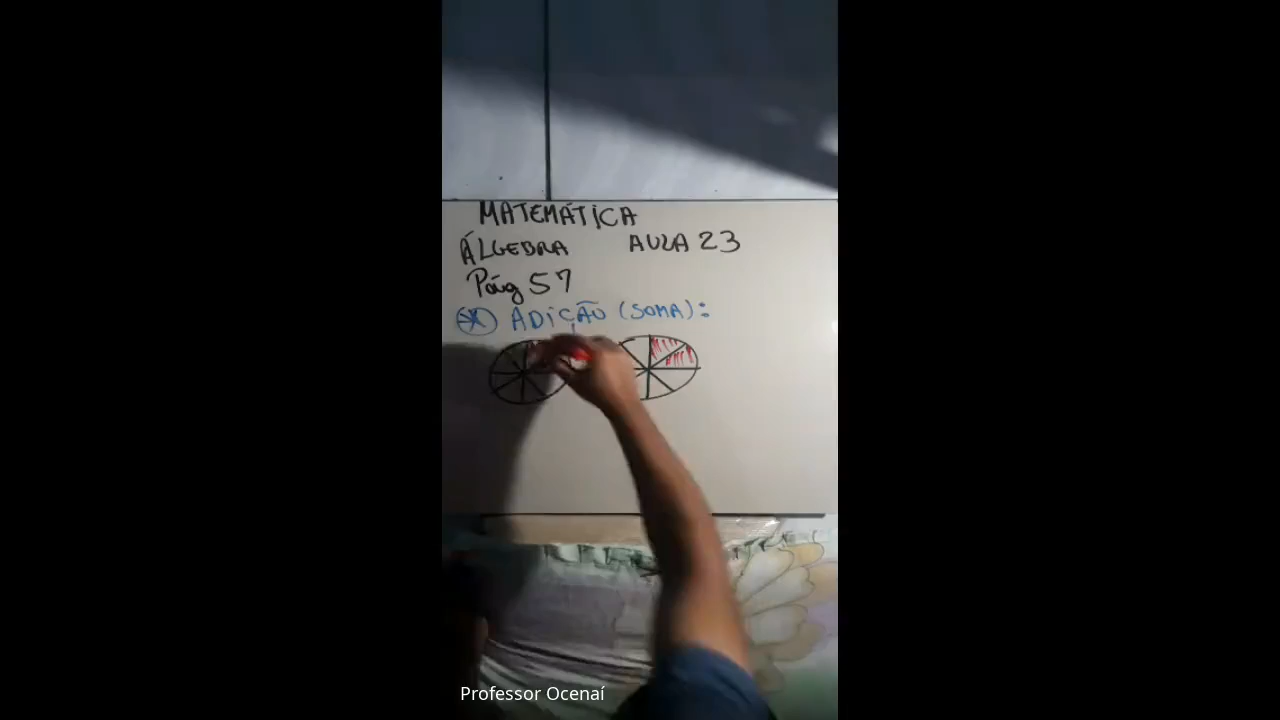 MATEMÁTICA
ÁLGEBRA AULA 23
Pág 57
ADIÇÃO (SOMA):
Professor Ocenaí